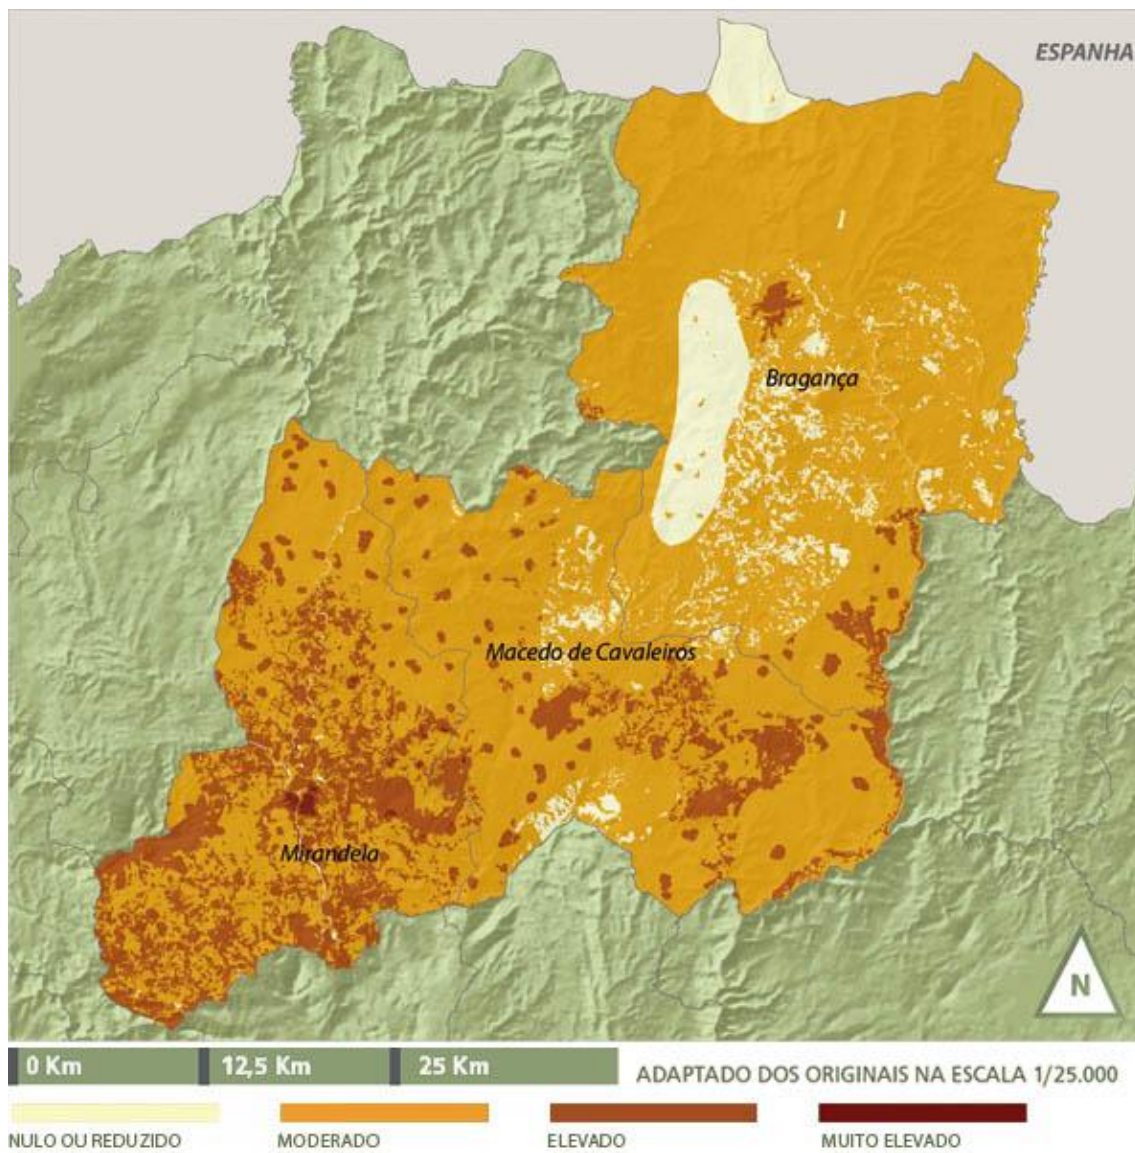 ESPANHA
Bragança
Macedo de Cavaleiros
Mirandela
N
0 Km 12,5 Km 25 Km
ADAPTADO DOS ORIGINAIS NA ESCALA 1/25.000
NULO OU REDUZIDO MODERADO ELEVADO MUITO ELEVADO